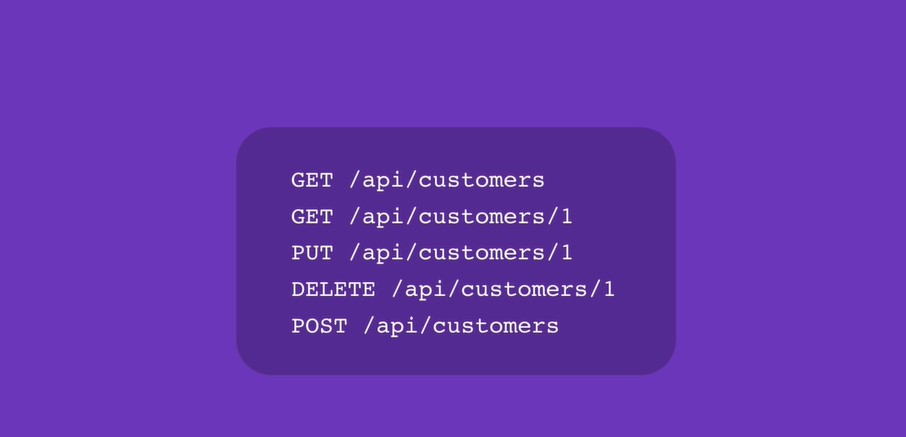 GET /api/customers
GET /api/customers/1
PUT /api/customers/1
DELETE /api/customers/1
POST /api/customers